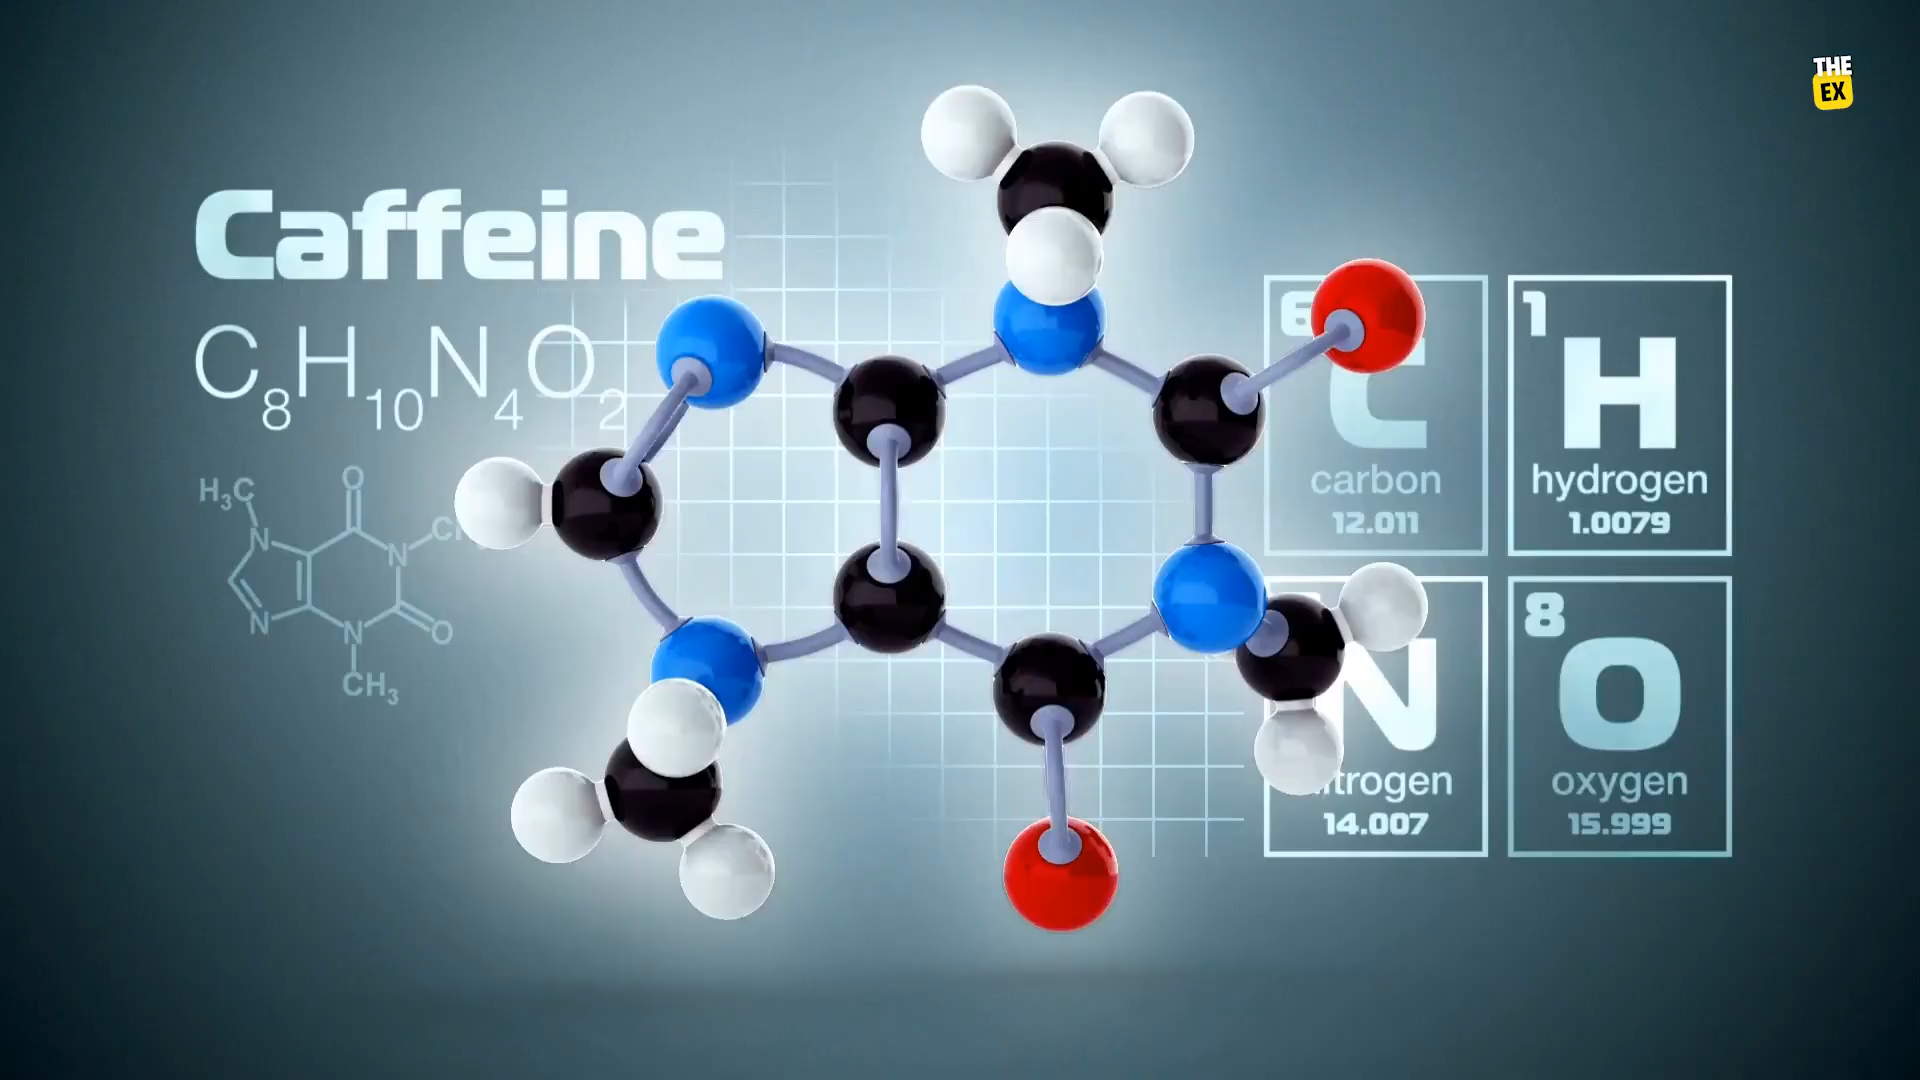 THE
EX
Caffeine
C8H10N4O2
H3C
O
N
N
N
N
O
CH3
6
C
carbon
12.011
1
H
hydrogen
1.0079
N
14.007
8
O
oxygen
15.999